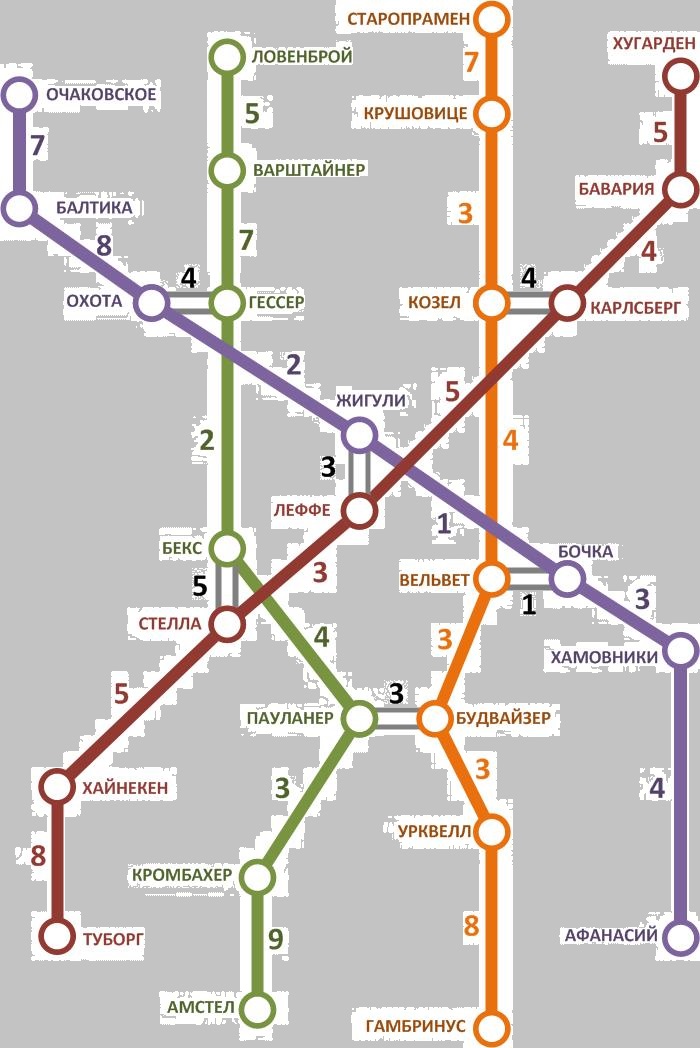 СТАРОПРАМЕН
ХУГАРДЕН
ЛОВЕНБРОЙ
7
ОЧАКОВСКОЕ
КРУШОВИЦЕ
5
5
7
ВАРШТАЙНЕР
БАВАРИЯ
БАЛТИКА
3
7
8
4
4
4
ОХОТА
ГЕССЕР
КОЗЕЛ
КАРЛСБЕРГ
2
5
ЖИГУЛИ
2
4
3
ЛЕФФЕ
1
БЕКС
БОЧКА
3
5
ВЕЛЬВЕТ
1
3
СТЕЛЛА
4
3
ХАМОВНИКИ
5
3
ПАУЛАНЕР
БУДВАЙЗЕР
3
ХАЙНЕКЕН
3
4
УРКВЕЛЛ
8
КРОМБАХЕР
8
ТУБОРГ
9
АФАНАСИЙ
АМСТЕЛ
ГАМБРИНУС